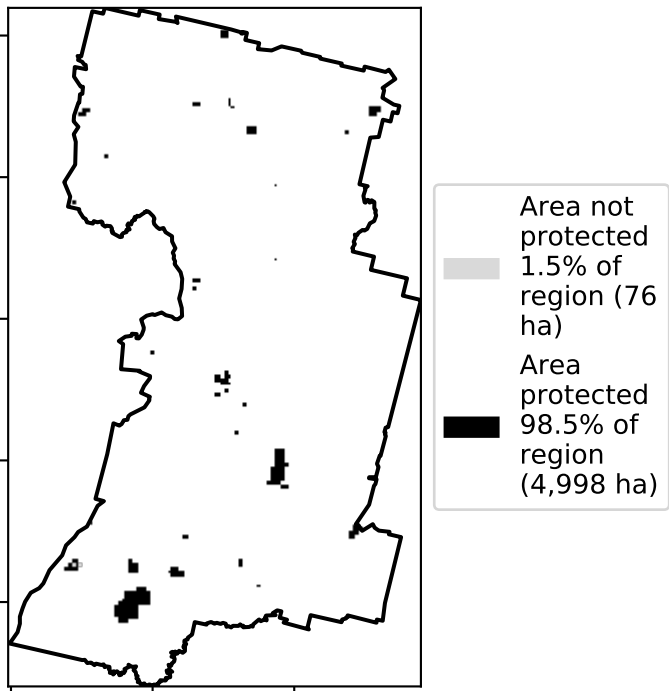 Area not
protected
1.5% of
region (76
ha)
Area
protected
98.5% of
region
(4,998 ha)